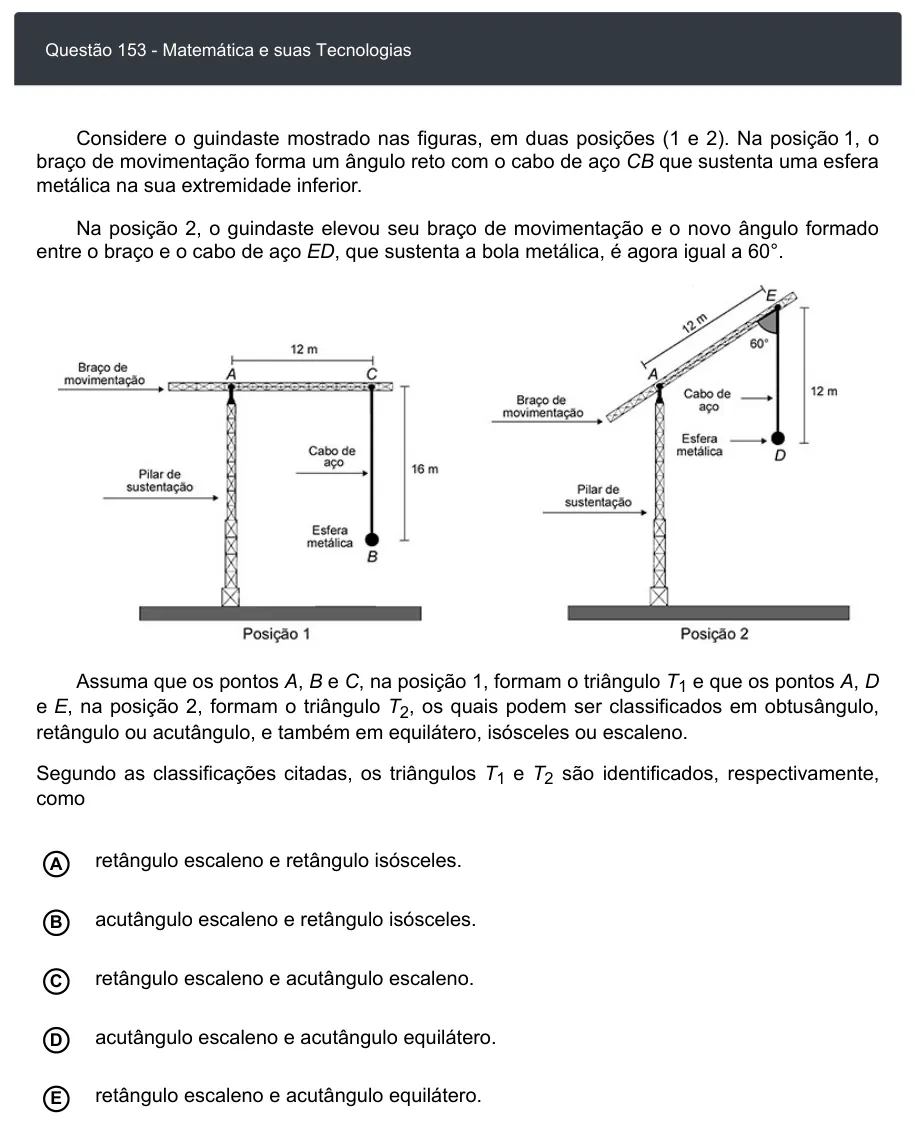 Questão 153 - Matemática e suas Tecnologias
Considere o guindaste mostrado nas figuras, em duas posições (1 e 2). Na posição 1, o
braço de movimentação forma um ângulo reto com o cabo de aço CB que sustenta uma esfera
metálica na sua extremidade inferior.
Na posição 2, o guindaste elevou seu braço de movimentação e o novo ângulo formado
entre o braço e o cabo de aço ED, que sustenta a bola metálica, é agora igual a 60°.
12 m
A
C
Braço de
movimentação
Cabo de
aço
16 m
Pilar de
sustentação
Esfera
metálica
B
Posição 1
E
12 m
60°
A
Cabo de
aço
12 m
Braço de
movimentação
Esfera
metálica
D
Pilar de
sustentação
Posição 2
Assuma que os pontos A, B e C, na posição 1, formam o triângulo T1 e que os pontos A, D
e E, na posição 2, formam o triângulo T2, os quais podem ser classificados em obtusângulo,
retângulo ou acutângulo, e também em equilátero, isósceles ou escaleno.
Segundo as classificações citadas, os triângulos T1 e T2 são identificados, respectivamente,
como
A retângulo escaleno e retângulo isósceles.
B acutângulo escaleno e retângulo isósceles.
C retângulo escaleno e acutângulo escaleno.
D acutângulo escaleno e acutângulo equilátero.
E retângulo escaleno e acutângulo equilátero.